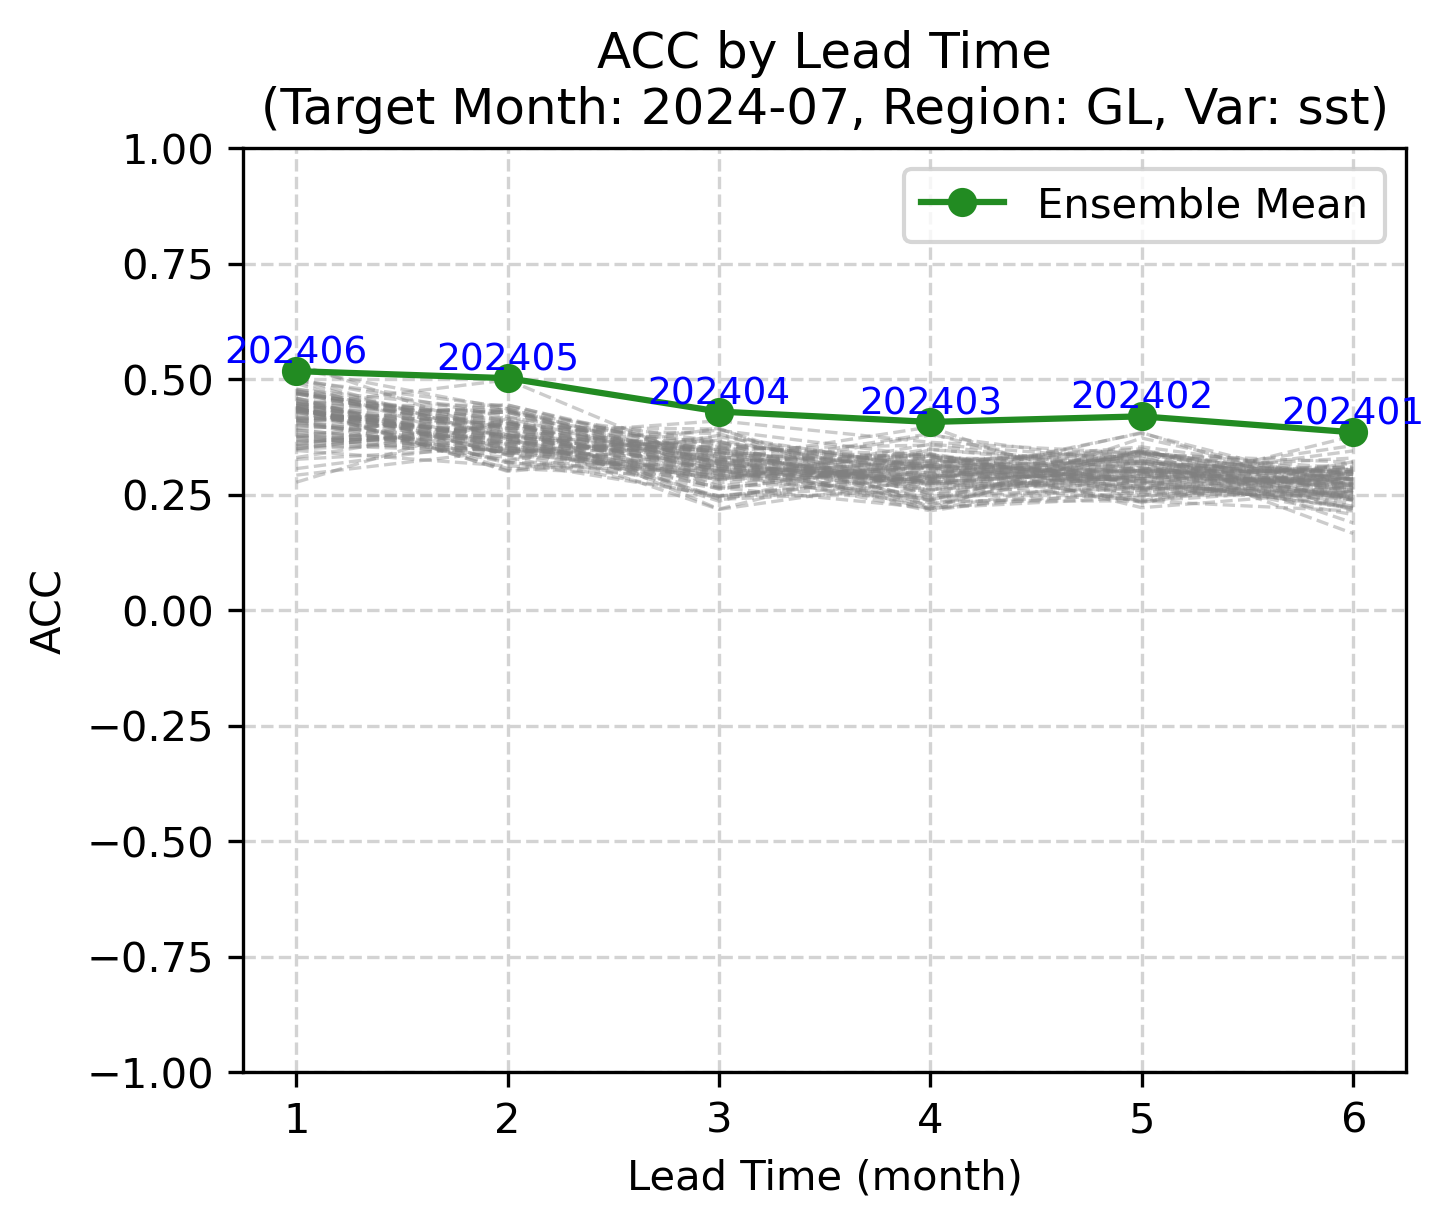 ACC by Lead Time
(Target Month: 2024-07, Region: GL, Var: sst)
1.00
0.75
0.50
0.25
0.00
−0.25
−0.50
−0.75
−1.00
ACC
Ensemble Mean
202406
202405
202404
202403
202402
202401
1 2 3 4 5 6
Lead Time (month)